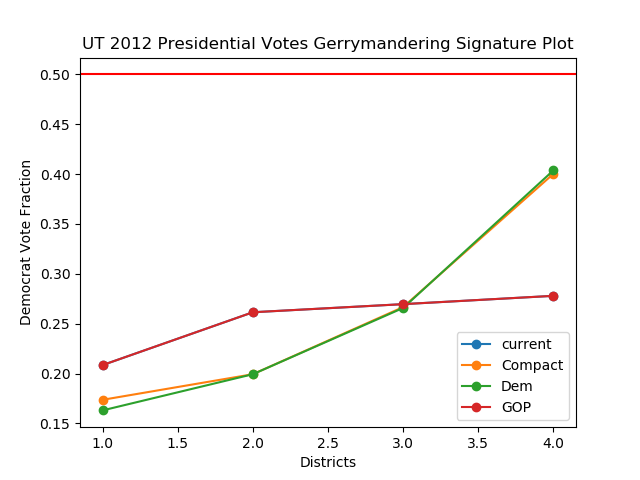 UT 2012 Presidential Votes Gerrymandering Signature Plot
0.50
0.45
0.40
0.35
0.30
0.25
0.20
0.15
Democrat Vote Fraction
current
Compact
Dem
GOP
1.0 1.5 2.0 2.5 3.0 3.5 4.0
Districts